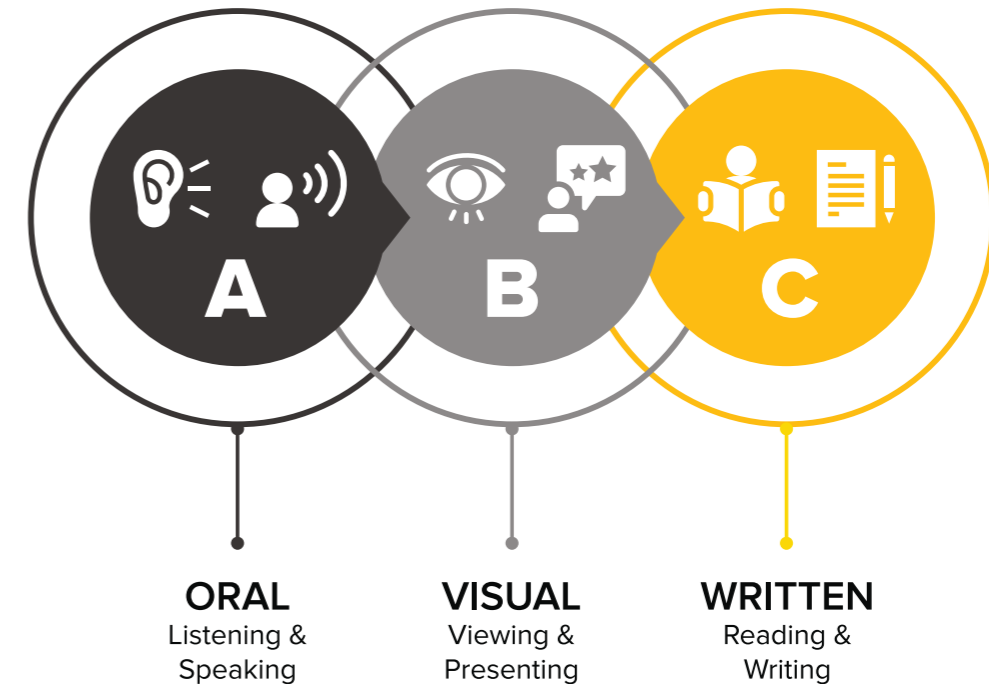 A
B
C
ORAL
Listening &
Speaking
VISUAL
Viewing &
Presenting
WRITTEN
Reading &
Writing